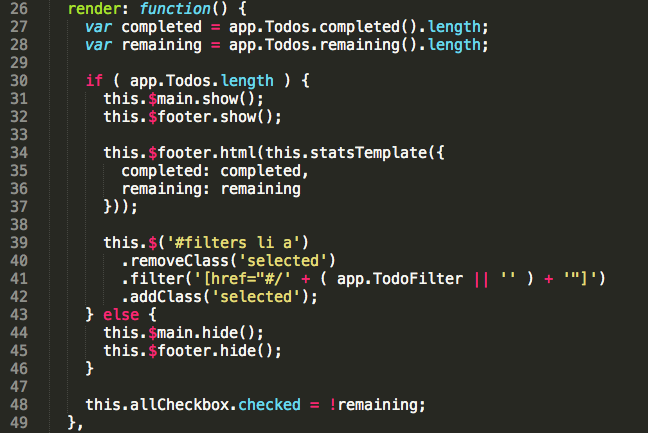 26 render: function() {
27 var completed = app.Todos.completed().length;
28 var remaining = app.Todos.remaining().length;
29
30 if ( app.Todos.length ) {
31 this.$main.show();
32 this.$footer.show();
33
34 this.$footer.html(this.statsTemplate({
35 completed: completed,
36 remaining: remaining
37 }));
38
39 this.$('#filters li a')
40 .removeClass('selected')
41 .filter('[href="#/' + ( app.TodoFilter || '' ) + '"]')
42 .addClass('selected');
43 } else {
44 this.$main.hide();
45 this.$footer.hide();
46 }
47
48 this.allCheckbox.checked = !remaining;
49 },